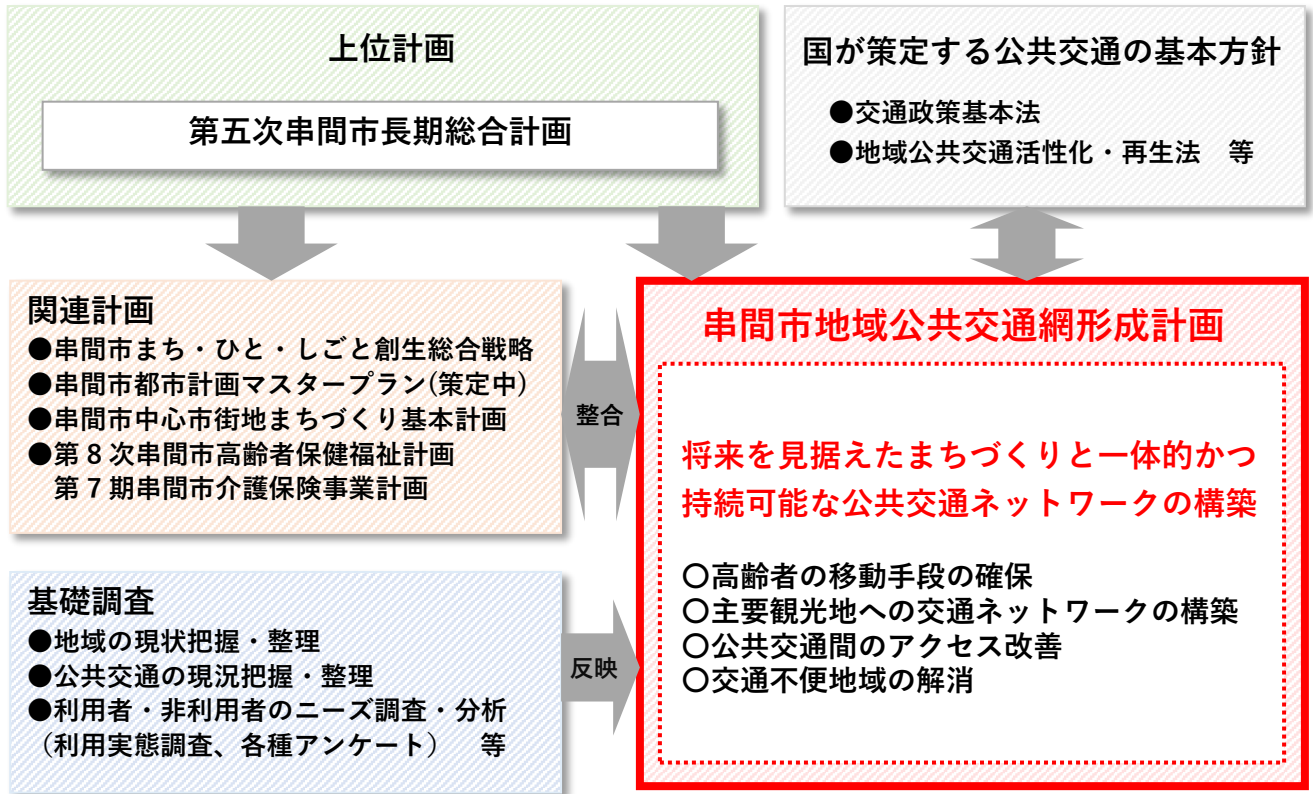 上位計画
第五次串間市長期総合計画
国が策定する公共交通の基本方針
●交通政策基本法
●地域公共交通活性化・再生法　等
関連計画
●串間市まち・ひと・しごと創生総合戦略
●串間市都市計画マスタープラン(策定中)
●串間市中心市街地まちづくり基本計画
●第８次串間市高齢者保健福祉計画
第７期串間市介護保険事業計画
整合
基礎調査
●地域の現状把握・整理
●公共交通の現況把握・整理
●利用者・非利用者のニーズ調査・分析
（利用実態調査、各種アンケート）　等
反映
串間市地域公共交通網形成計画
将来を見据えたまちづくりと一体的かつ
持続可能な公共交通ネットワークの構築
〇高齢者の移動手段の確保
〇主要観光地への交通ネットワークの構築
〇公共交通間のアクセス改善
〇交通不便地域の解消